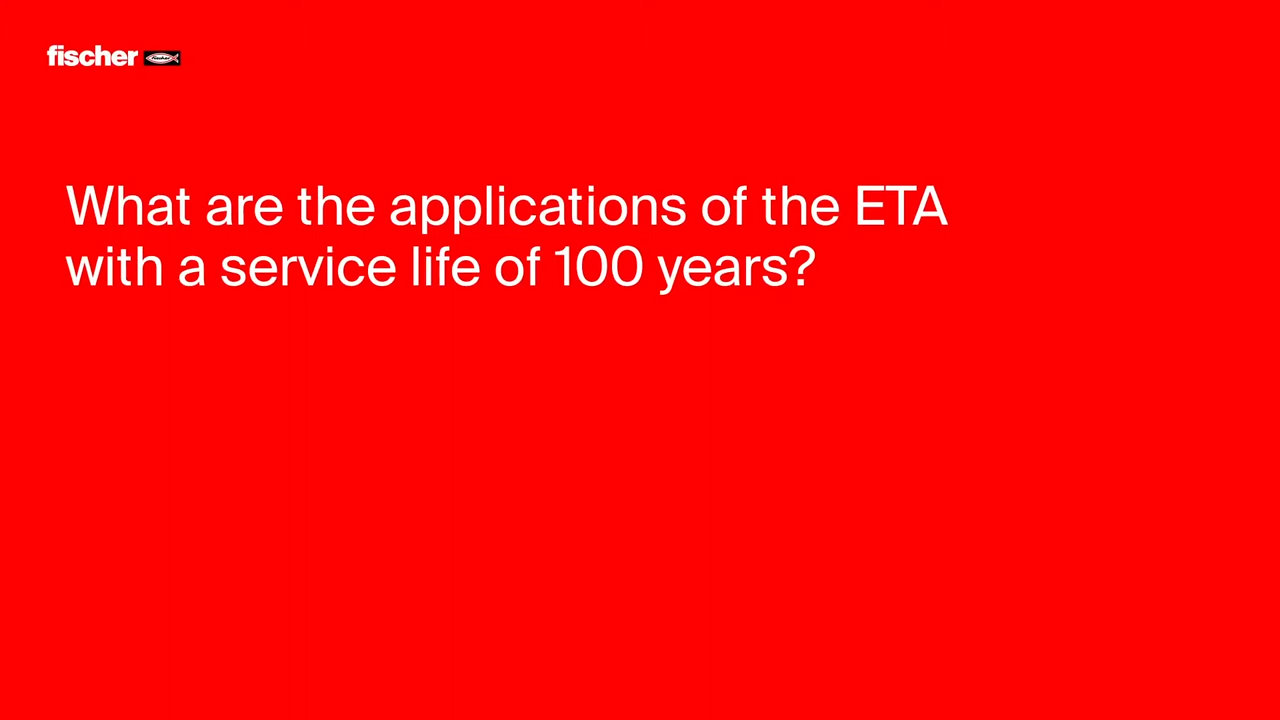 fischer
What are the applications of the ETA
with a service life of 100 years?